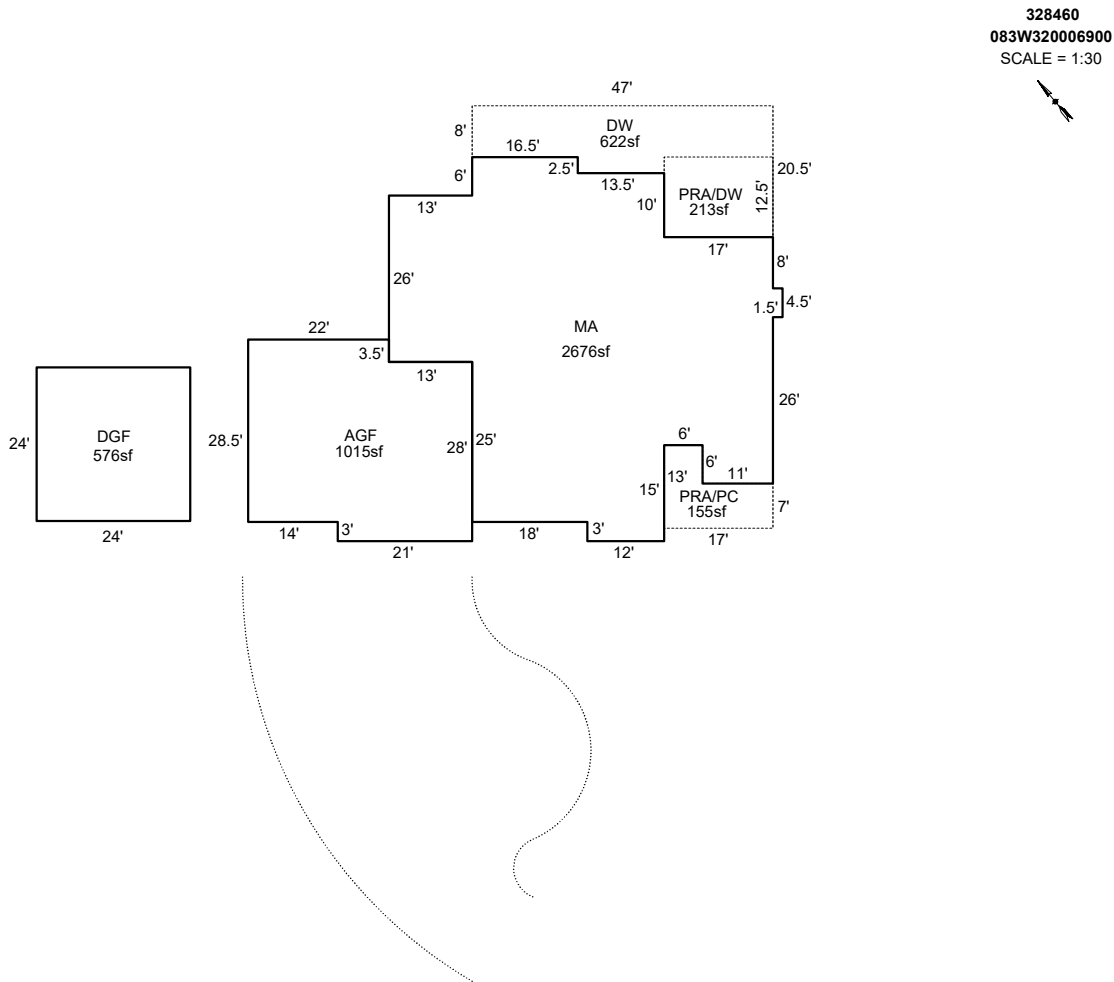 328460
083W320006900
SCALE = 1:30
47'
8'
DW
622sf
16.5'
2.5'
13.5'
20.5'
6'
13'
10'
PRA/DW
213sf
12.5'
17'
8'
26'
1.5'
4.5'
MA
2676sf
22'
3.5'
13'
26'
24'
DGF
576sf
24'
28.5'
AGF
1015sf
28'
25'
6'
6'
11'
13'
15'
PRA/PC
155sf
7'
17'
14'
3'
21'
18'
3'
12'